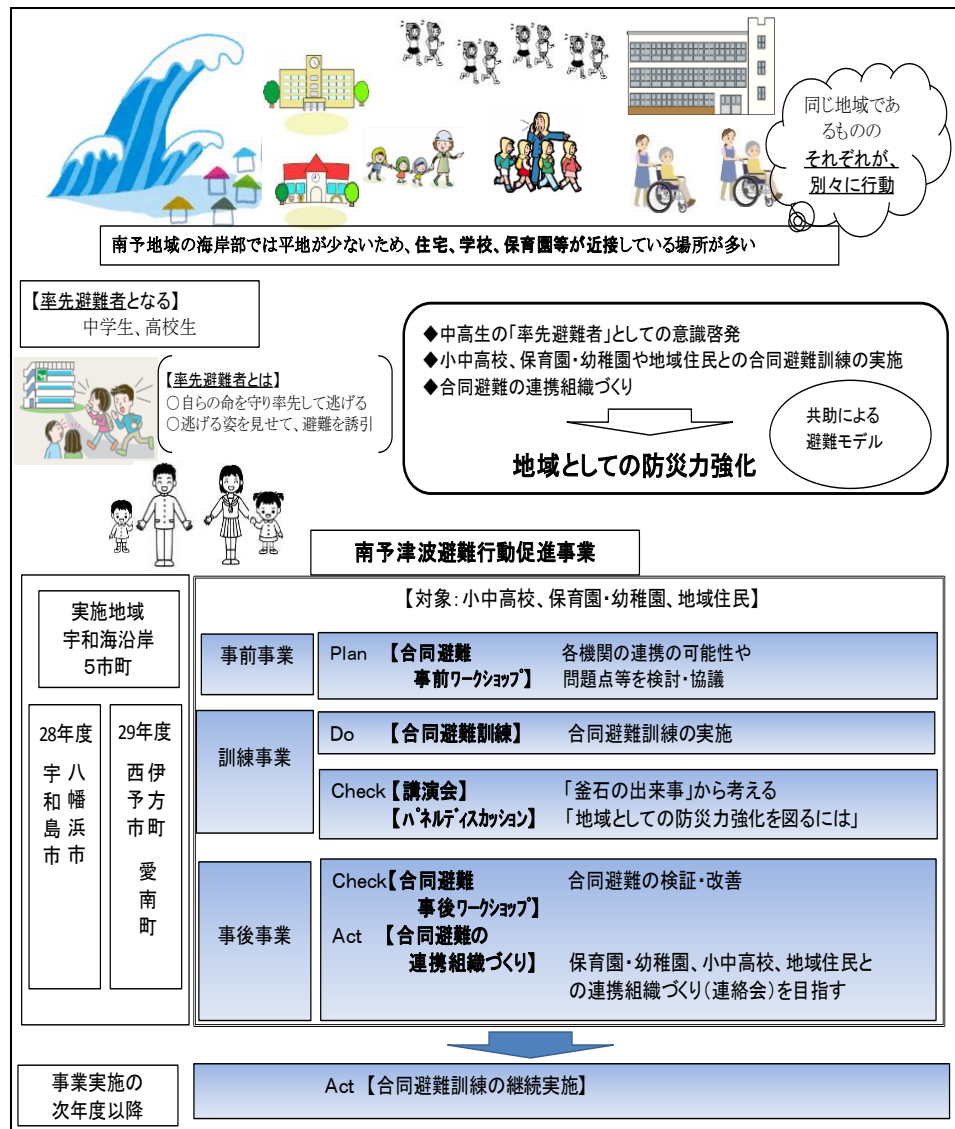 同じ地域であ
るものの
それぞれが、
別々に行動
南予地域の海岸部では平地が少ないため、住宅、学校、保育園等が近接している場所が多い
【率先避難者となる】
中学生、高校生
【率先避難者とは】
○自らの命を守り率先して逃げる
○逃げる姿を見せて、避難を誘引
◆中高生の「率先避難者」としての意識啓発
◆小中高校、保育園・幼稚園や地域住民との合同避難訓練の実施
◆合同避難の連携組織づくり
共助による
避難モデル
地域としての防災力強化
南予津波避難行動促進事業
実施地域
宇和海沿岸
5市町
28年度
八幡浜市
宇和島市
29年度
伊方町
西予市
愛南町
【対象:小中高校、保育園・幼稚園、地域住民】
事前事業
Plan 【合同避難
事前ワークショップ】
各機関の連携の可能性や
問題点等を検討・協議
訓練事業
Do 【合同避難訓練】 合同避難訓練の実施
Check【講演会】 「釜石の出来事」から考える
【パネルディスカッション】 「地域としての防災力強化を図るには」
事後事業
Check【合同避難
事後ワークショップ】
合同避難の検証・改善
Act 【合同避難の
連携組織づくり】
保育園・幼稚園、小中高校、地域住民と
の連携組織づくり(連絡会)を目指す
事業実施の
次年度以降
Act 【合同避難訓練の継続実施】